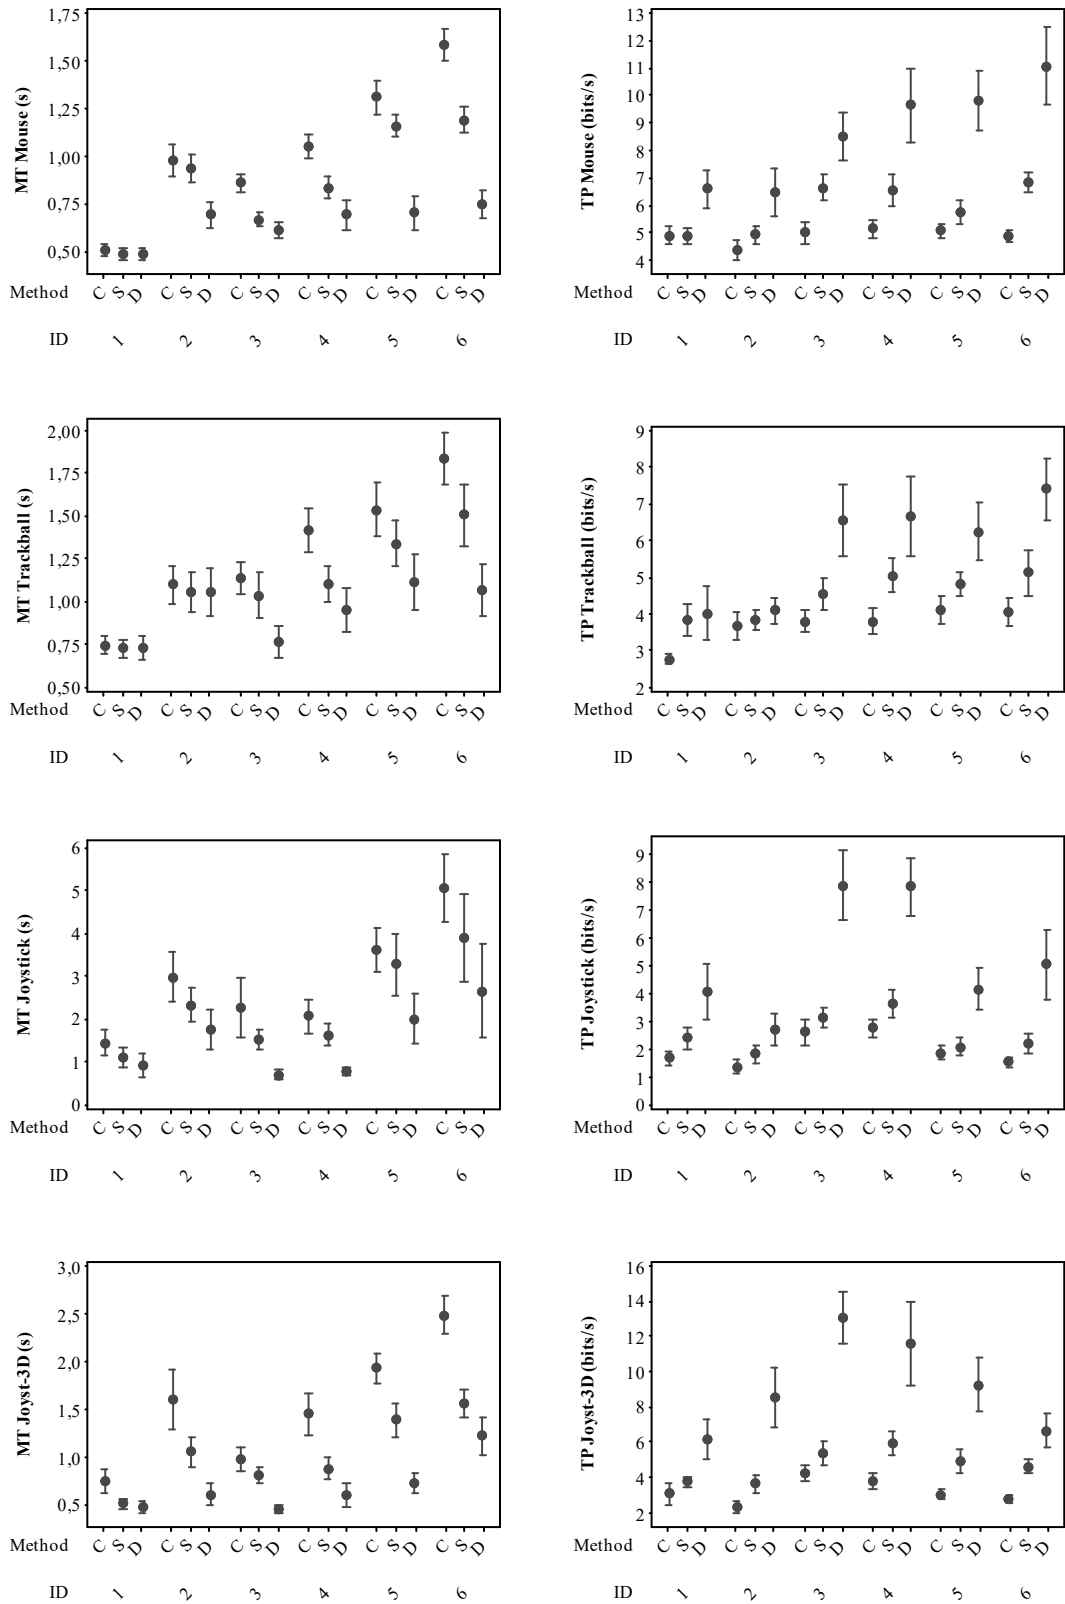 MT Mouse (s)
1,75
1,50
1,25
1,00
0,75
0,50
Method C S D C S D C S D C S D C S D C S D
ID 1 2 3 4 5 6
TP Mouse (bits/s)
13
12
11
10
9
8
7
6
5
4
Method C S D C S D C S D C S D C S D C S D
ID 1 2 3 4 5 6
MT Trackball (s)
2,00
1,75
1,50
1,25
1,00
0,75
0,50
Method C S D C S D C S D C S D C S D C S D
ID 1 2 3 4 5 6
TP Trackball (bits/s)
9
8
7
6
5
4
3
2
Method C S D C S D C S D C S D C S D C S D
ID 1 2 3 4 5 6
MT Joystick (s)
6
5
4
3
2
1
0
Method C S D C S D C S D C S D C S D C S D
ID 1 2 3 4 5 6
TP Joystick (bits/s)
9
8
7
6
5
4
3
2
1
0
Method C S D C S D C S D C S D C S D C S D
ID 1 2 3 4 5 6
MT Joyst-3D (s)
3,0
2,5
2,0
1,5
1,0
0,5
Method C S D C S D C S D C S D C S D C S D
ID 1 2 3 4 5 6
TP Joyst-3D (bits/s)
16
14
12
10
8
6
4
2
Method C S D C S D C S D C S D C S D C S D
ID 1 2 3 4 5 6